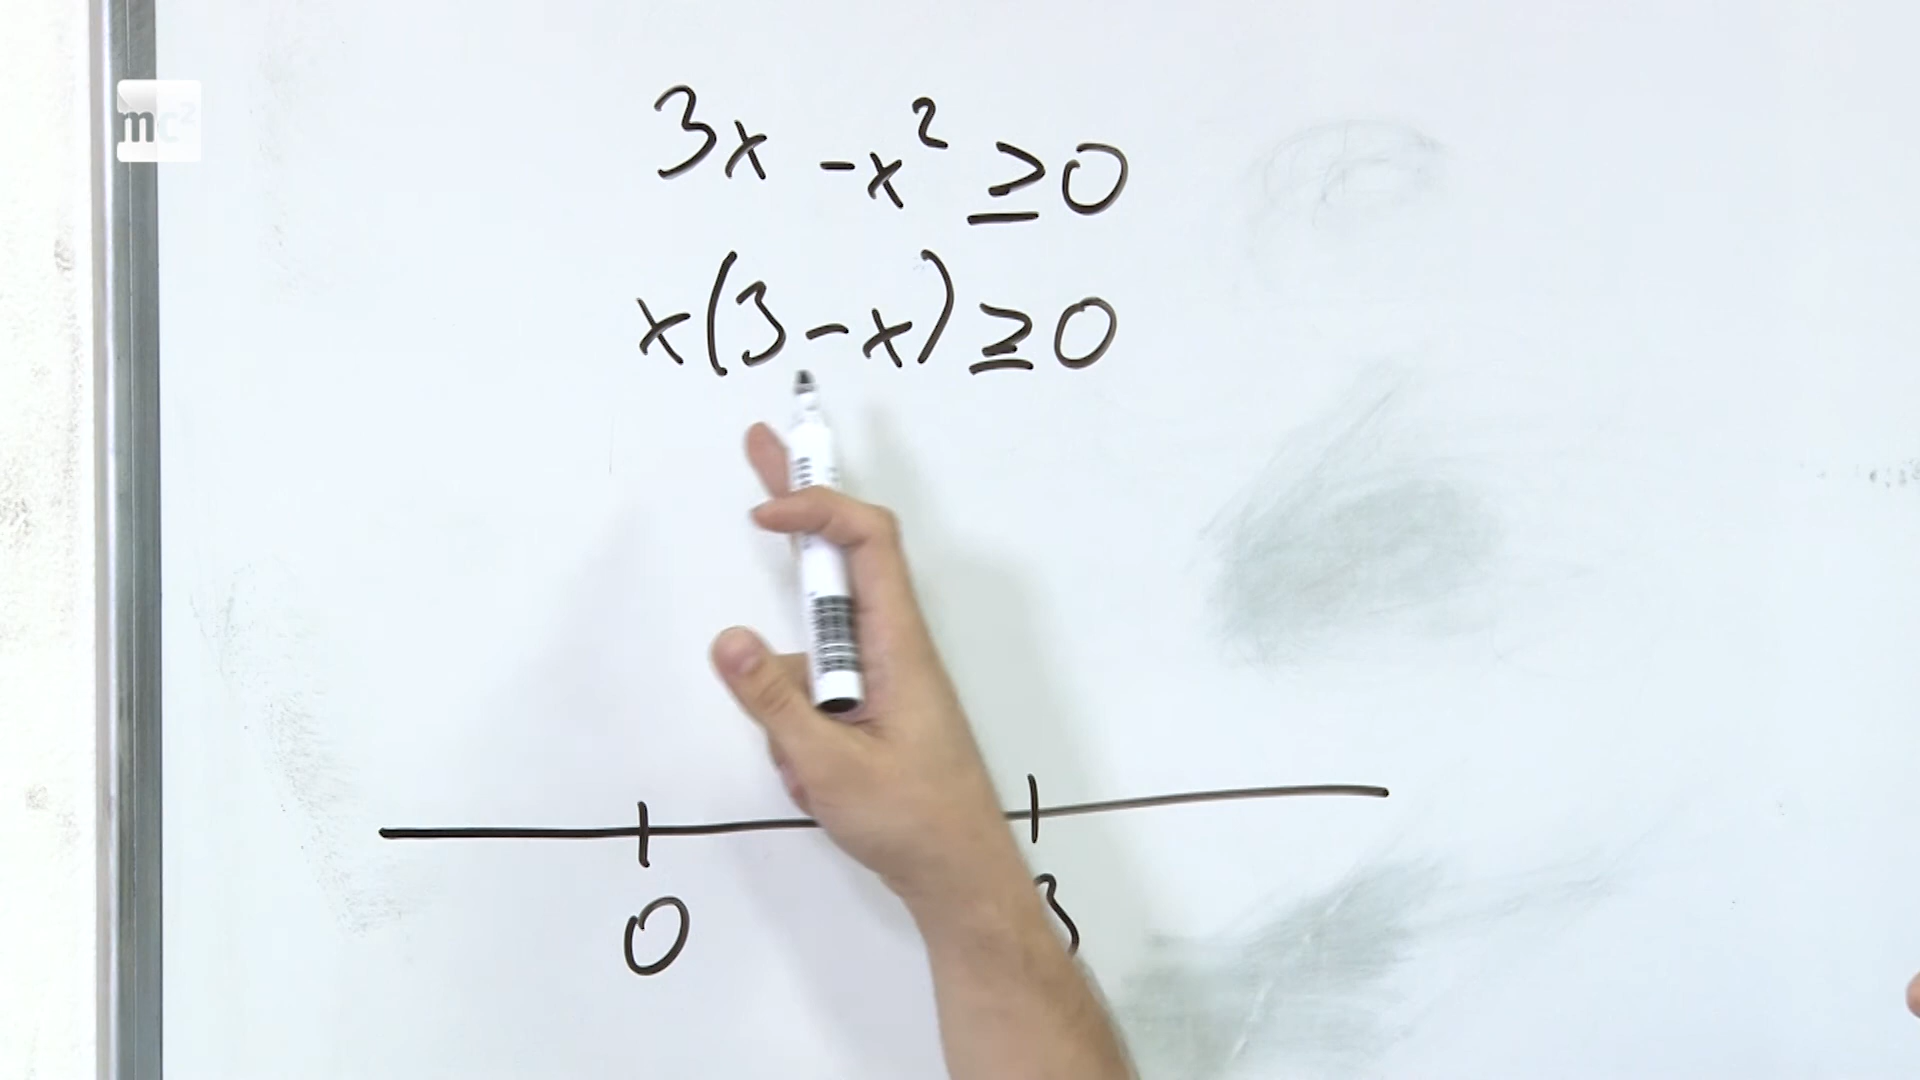 mc²
3x - x² ≥ 0
x(3 - x) ≥ 0
0 3